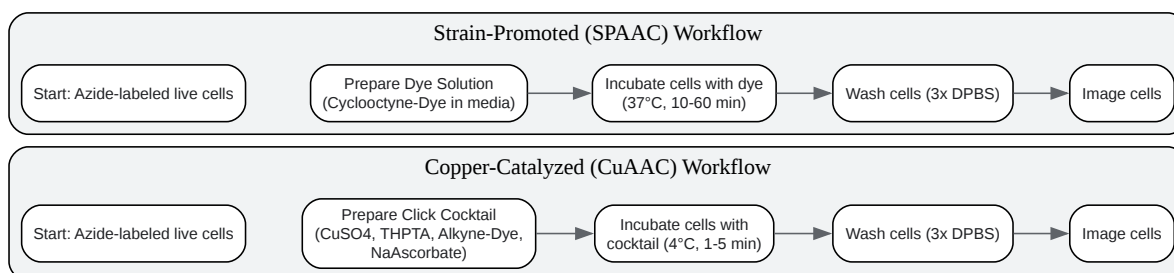 Strain-Promoted (SPAAC) Workflow
Start: Azide-labeled live cells
Prepare Dye Solution
(Cyclooctyne-Dye in media)
Incubate cells with dye
(37°C, 10-60 min)
Wash cells (3x DPBS)
Image cells
Copper-Catalyzed (CuAAC) Workflow
Start: Azide-labeled live cells
Prepare Click Cocktail
(CuSO4, THPTA, Alkyne-Dye,
NaAscorbate)
Incubate cells with
cocktail (4°C, 1-5 min)
Wash cells (3x DPBS)
Image cells